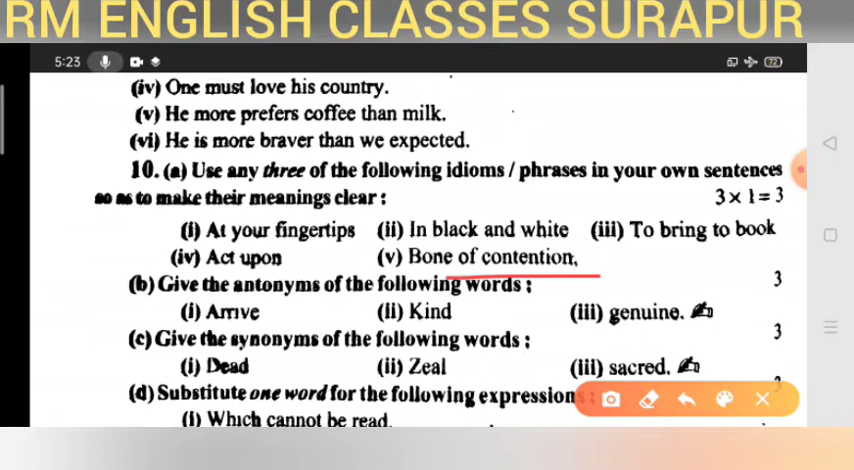 RM ENGLISH CLASSES SURAPUR
5:23
72
(iv) One must love his country.
(v) He more prefers coffee than milk.
(vi) He is more braver than we expected.
10. (a) Use any three of the following idioms / phrases in your own sentences
so as to make their meanings clear : 3 × 1 = 3
(i) At your fingertips (ii) In black and white (iii) To bring to book
(iv) Act upon (v) Bone of contention,
(b) Give the antonyms of the following words : 3
(i) Arrive (ii) Kind (iii) genuine.
(c) Give the synonyms of the following words : 3
(i) Dead (ii) Zeal (iii) sacred.
(d) Substitute one word for the following expressions : 3
(i) Which cannot be read.